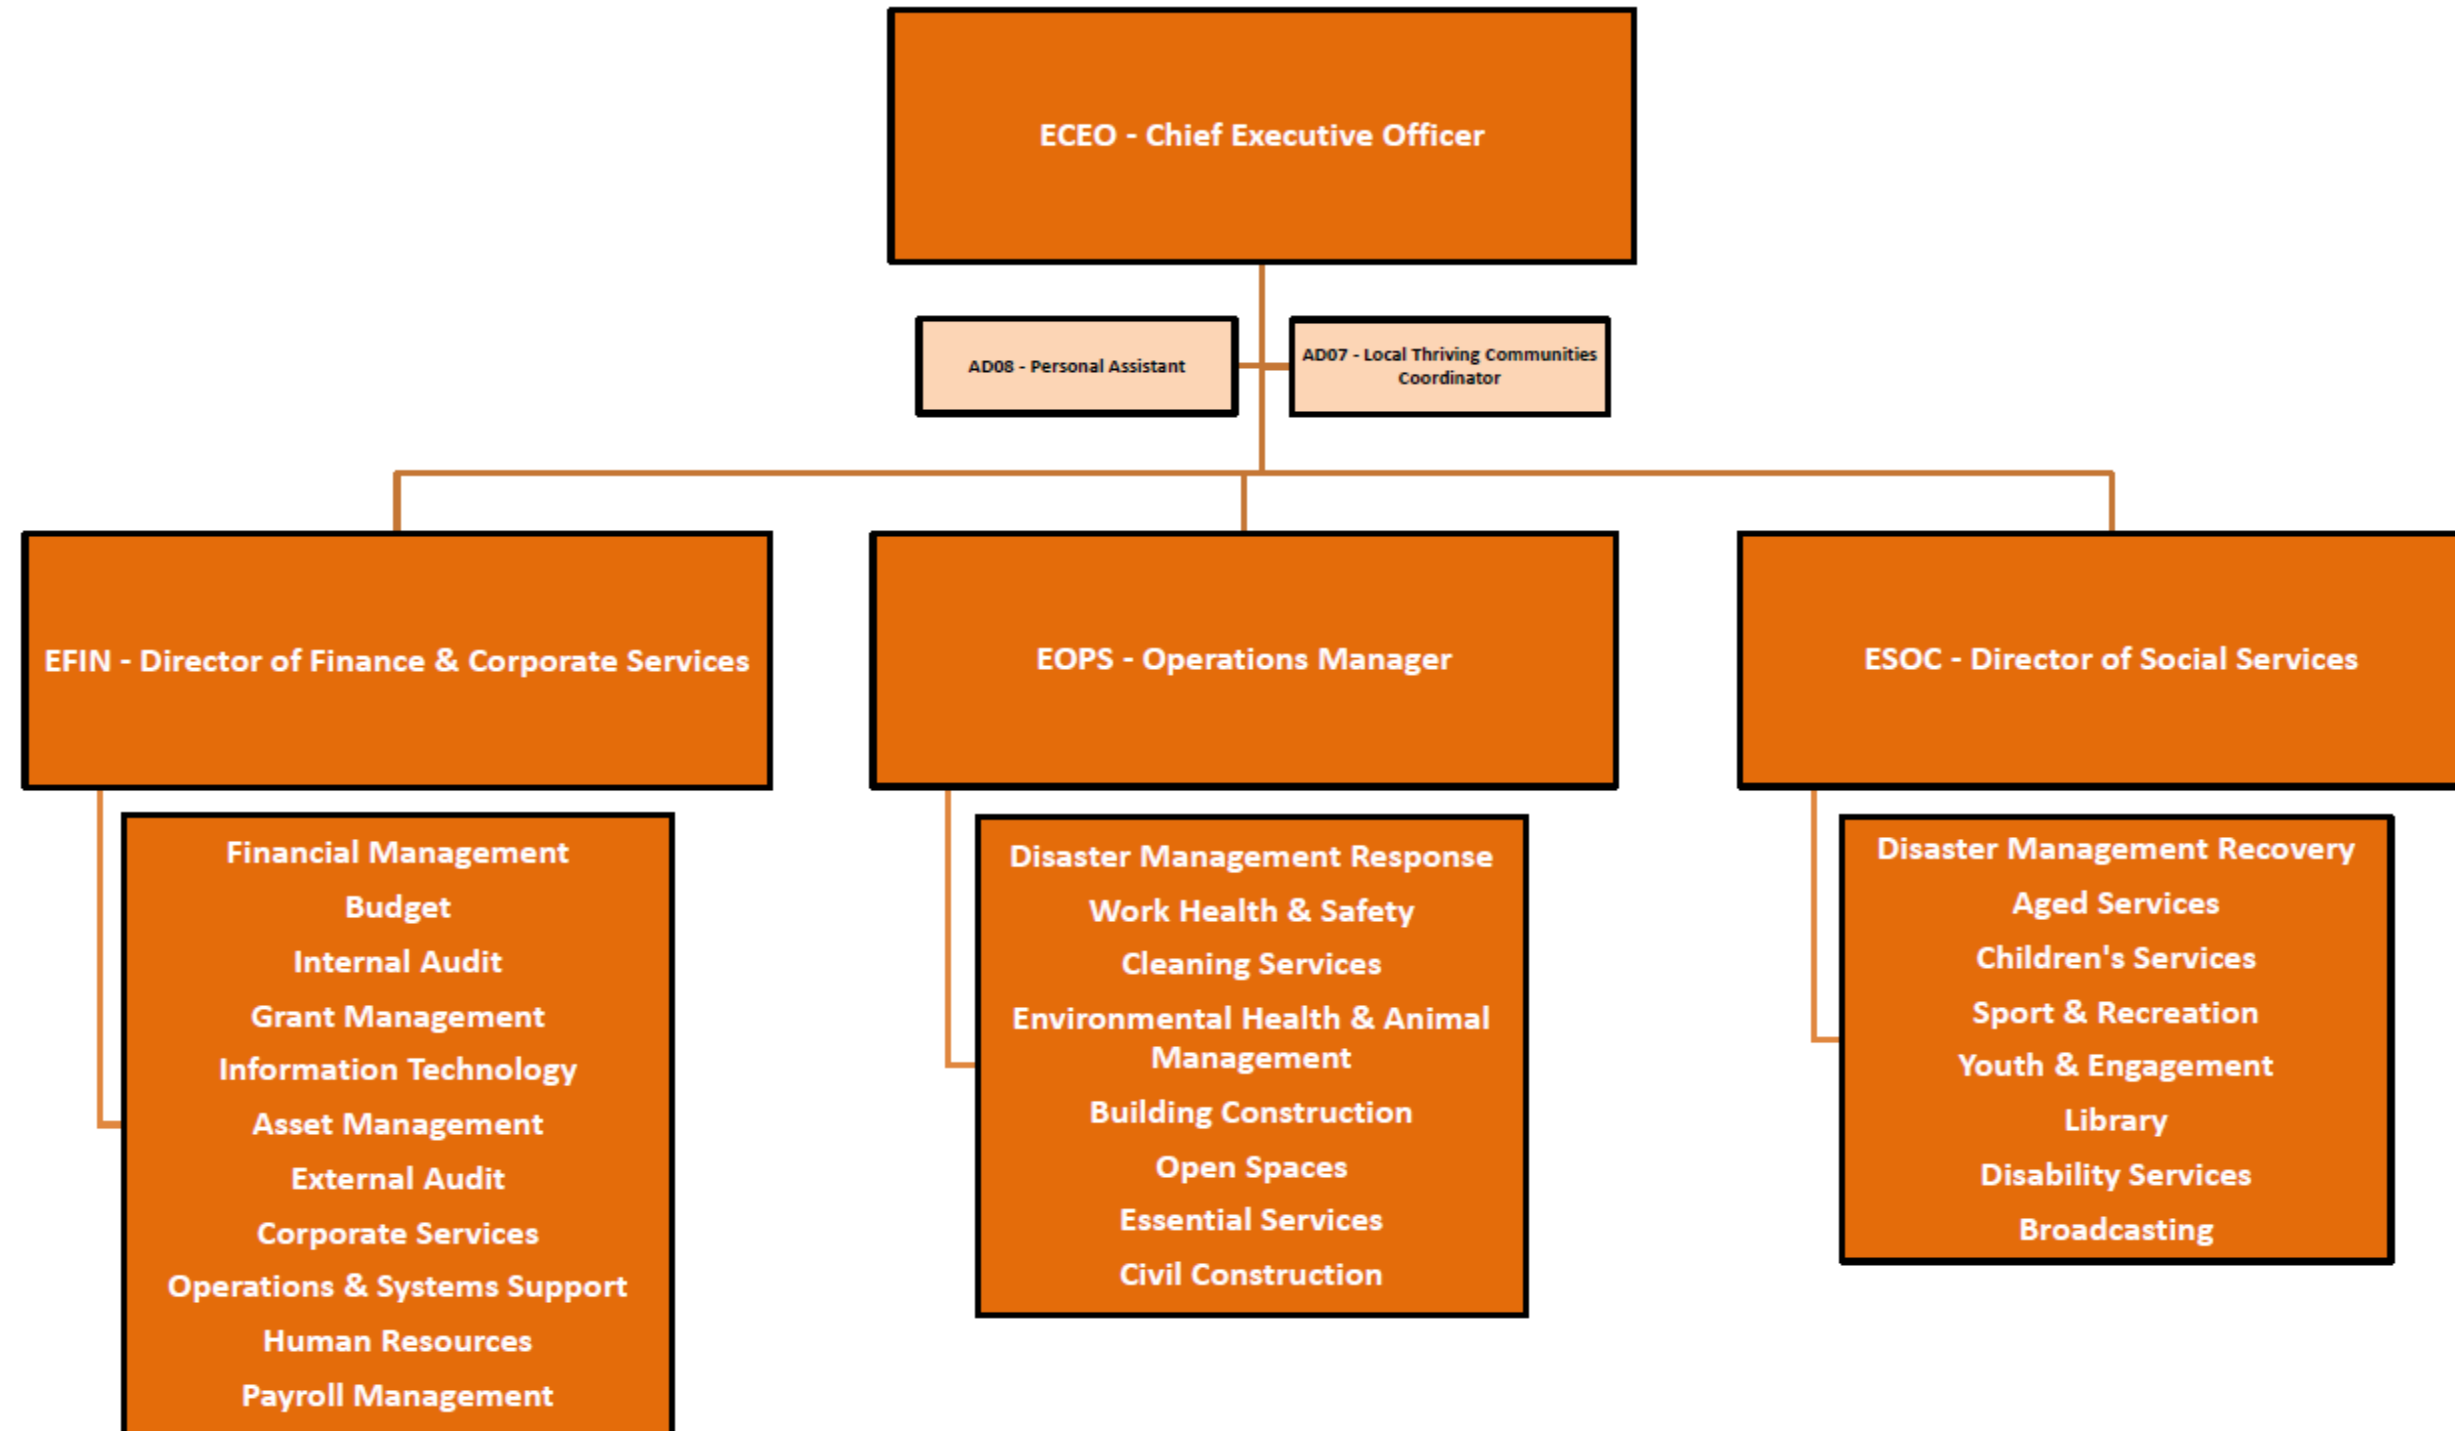 ECEO - Chief Executive Officer
AD08 - Personal Assistant
AD07 - Local Thriving Communities
Coordinator
EFIN - Director of Finance & Corporate Services
EOPS - Operations Manager
ESOC - Director of Social Services
Financial Management
Budget
Internal Audit
Grant Management
Information Technology
Asset Management
External Audit
Corporate Services
Operations & Systems Support
Human Resources
Payroll Management
Disaster Management Response
Work Health & Safety
Cleaning Services
Environmental Health & Animal
Management
Building Construction
Open Spaces
Essential Services
Civil Construction
Disaster Management Recovery
Aged Services
Children's Services
Sport & Recreation
Youth & Engagement
Library
Disability Services
Broadcasting